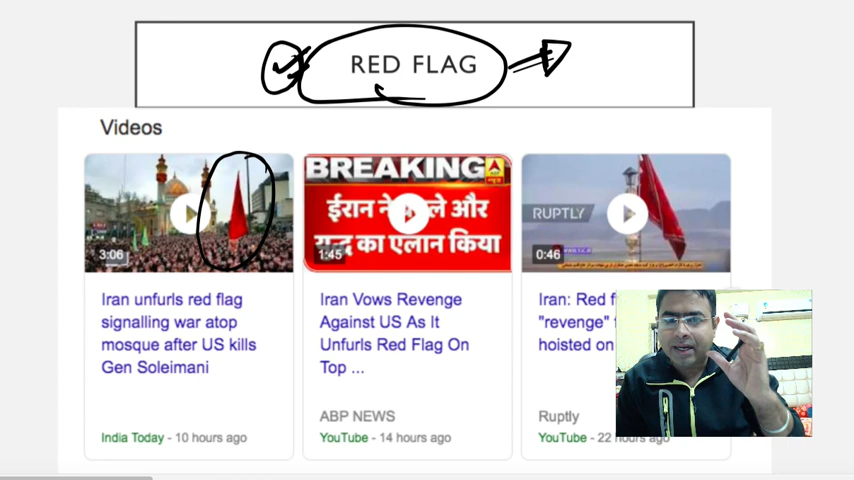 RED FLAG
Videos
BREAKING
ईरान ने
ले और
युद्ध का एलान किया
RUPTLY
3:06
1:45
0:46
Iran unfurls red flag
signalling war atop
mosque after US kills
Gen Soleimani
India Today - 10 hours ago
Iran Vows Revenge
Against US As It
Unfurls Red Flag On
Top ...
ABP NEWS
YouTube - 14 hours ago
Iran: Red f
"revenge"
hoisted on
Ruptly
YouTube - 22 hours ago